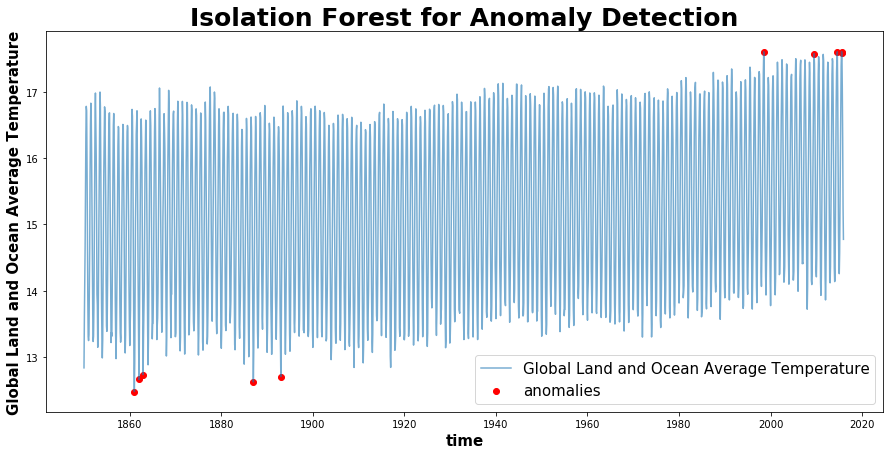 Isolation Forest for Anomaly Detection
Global Land and Ocean Average Temperature
17
16
15
14
13
Global Land and Ocean Average Temperature
anomalies
1860
1880
1900
1920
1940
1960
1980
2000
2020
time